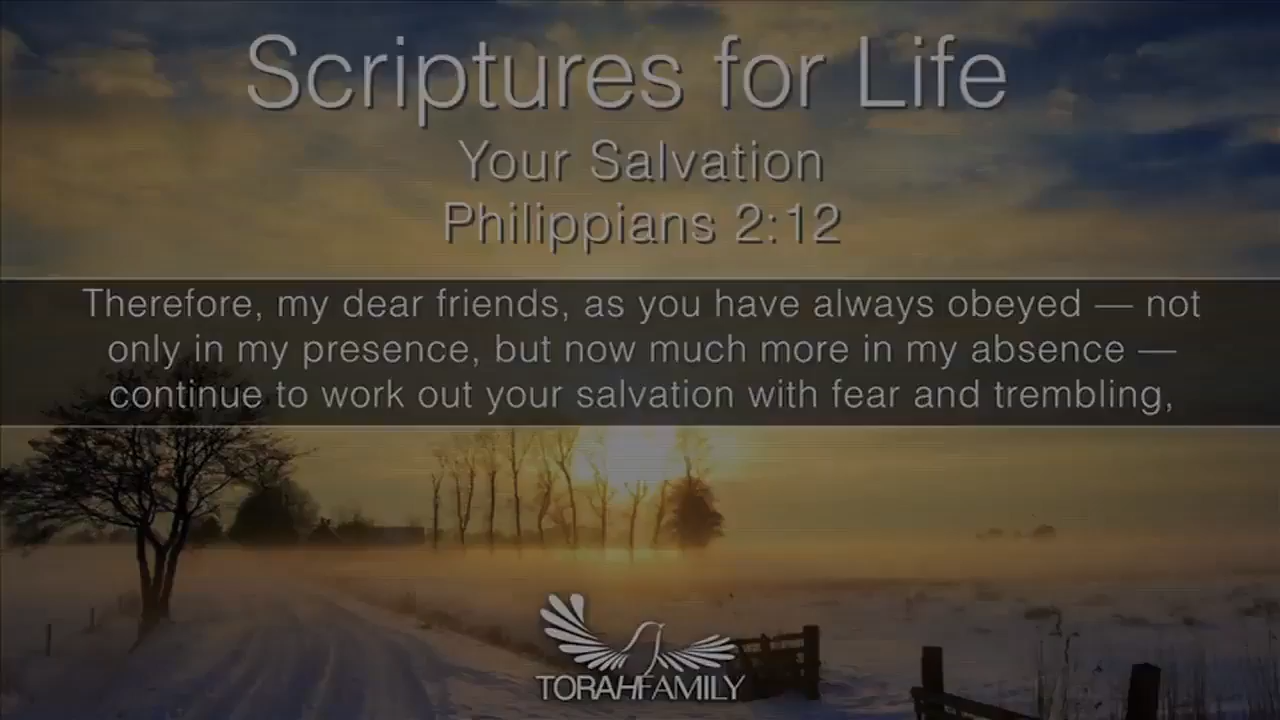 Scriptures for Life
Your Salvation
Philippians 2:12
Therefore, my dear friends, as you have always obeyed — not
only in my presence, but now much more in my absence —
continue to work out your salvation with fear and trembling,
TORAHFAMILY